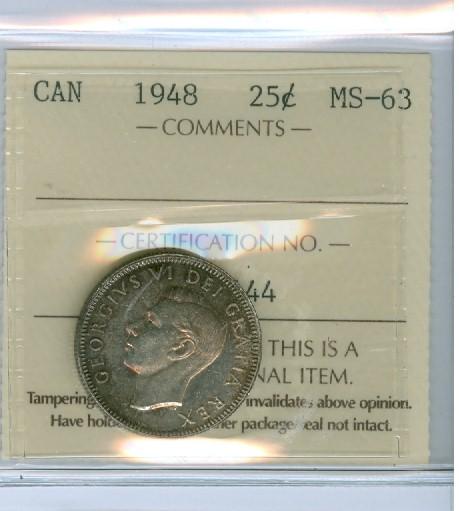 CAN 1948 25¢ MS-63
— COMMENTS —
— CERTIFICATION NO. —
44
GEORGIVS VI DEI GRATIA REX
THIS IS A
NAL ITEM.
Tampering invalidates above opinion.
Have hold er package seal not intact.